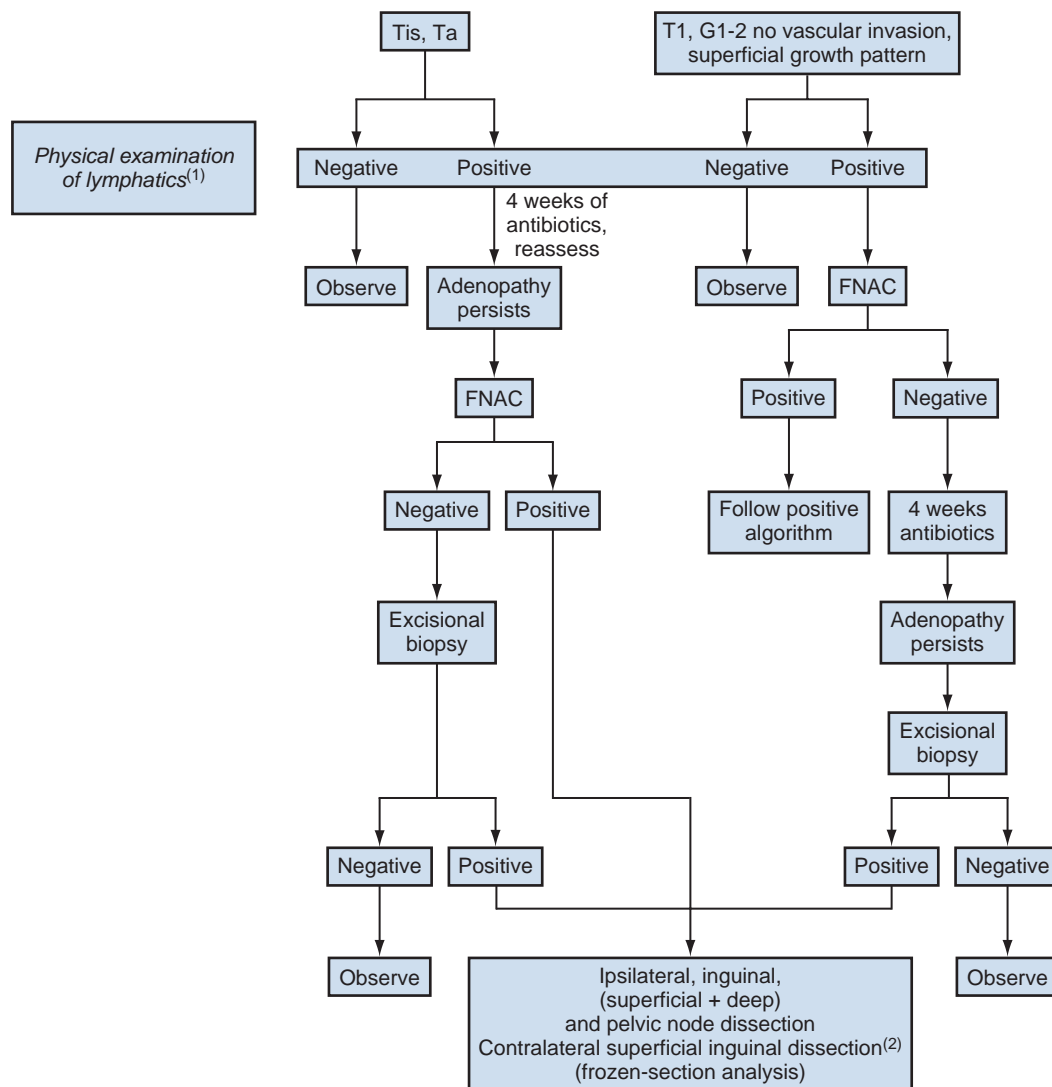 Tis, Ta
T1, G1-2 no vascular invasion,
superficial growth pattern
Physical examination
of lymphatics(1)
Negative
Positive
Negative
Positive
4 weeks of
antibiotics,
reassess
Observe
Adenopathy
persists
Observe
FNAC
FNAC
Positive
Negative
Negative
Positive
Follow positive
algorithm
4 weeks
antibiotics
Excisional
biopsy
Adenopathy
persists
Excisional
biopsy
Negative
Positive
Positive
Negative
Observe
Ipsilateral, inguinal,
(superficial + deep)
and pelvic node dissection
Contralateral superficial inguinal dissection(2)
(frozen-section analysis)
Observe